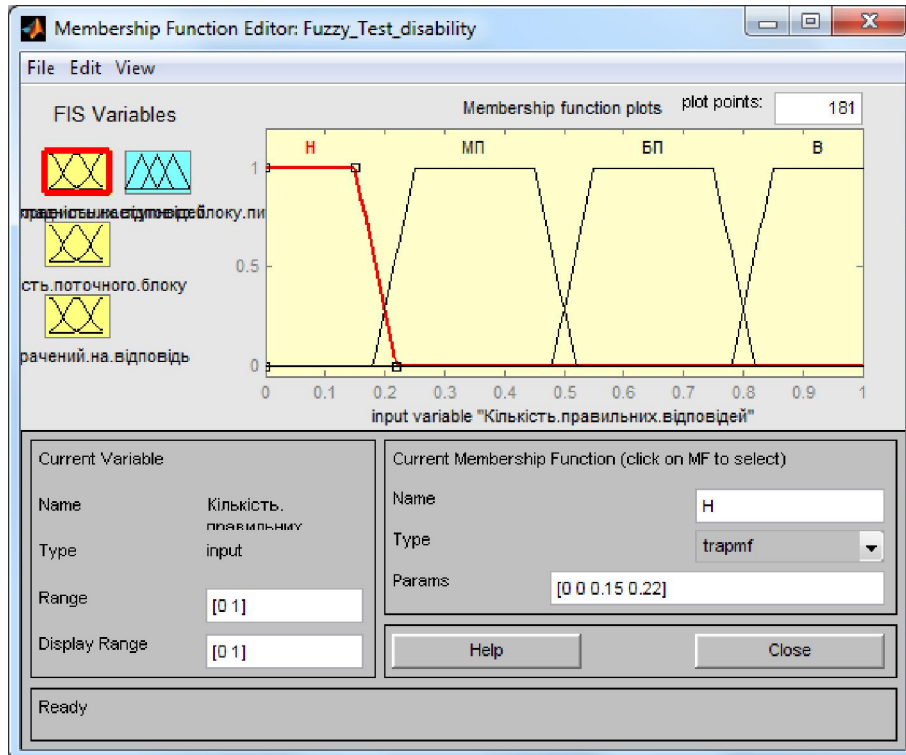 Membership Function Editor: Fuzzy_Test_disability
File Edit View
FIS Variables
Membership function plots plot points: 181
Н МП БП В
1
0.5
0
0 0.1 0.2 0.3 0.4 0.5 0.6 0.7 0.8 0.9 1
input variable "Кількість.правильних.відповідей"
блоку.пи
сть.поточного.блоку
рачений.на.відповідь
Current Variable
Name Кількість.
правильних
Type input
Range [0 1]
Display Range [0 1]
Current Membership Function (click on MF to select)
Name Н
Type trapmf
Params [0 0 0.15 0.22]
Help Close
Ready